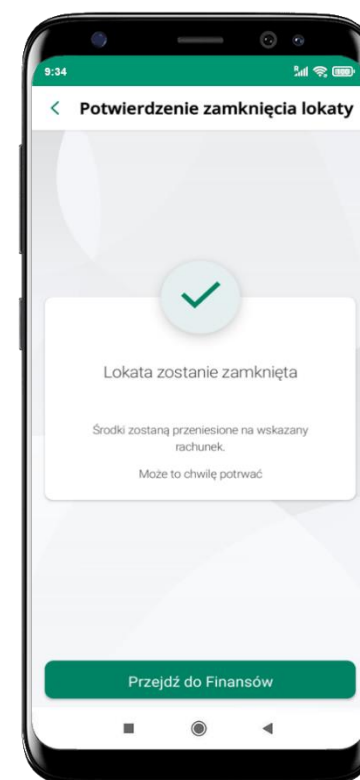 9:34
Potwierdzenie zamknięcia lokaty
Lokata zostanie zamknięta
Środki zostaną przeniesione na wskazany
rachunek.
Może to chwilę potrwać
Przejdź do Finansów